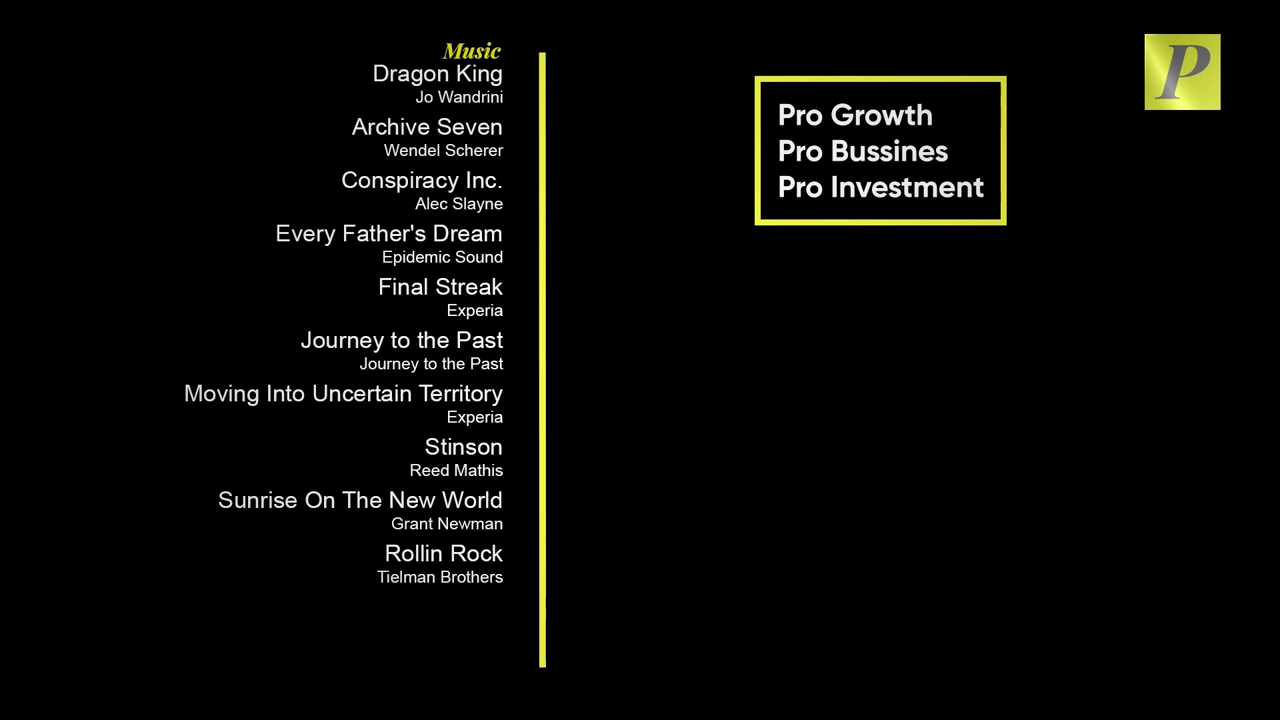 Music
Dragon King
Jo Wandrini
Archive Seven
Wendel Scherer
Conspiracy Inc.
Alec Slayne
Every Father's Dream
Epidemic Sound
Final Streak
Experia
Journey to the Past
Journey to the Past
Moving Into Uncertain Territory
Experia
Stinson
Reed Mathis
Sunrise On The New World
Grant Newman
Rollin Rock
Tielman Brothers
Pro Growth
Pro Bussines
Pro Investment
P